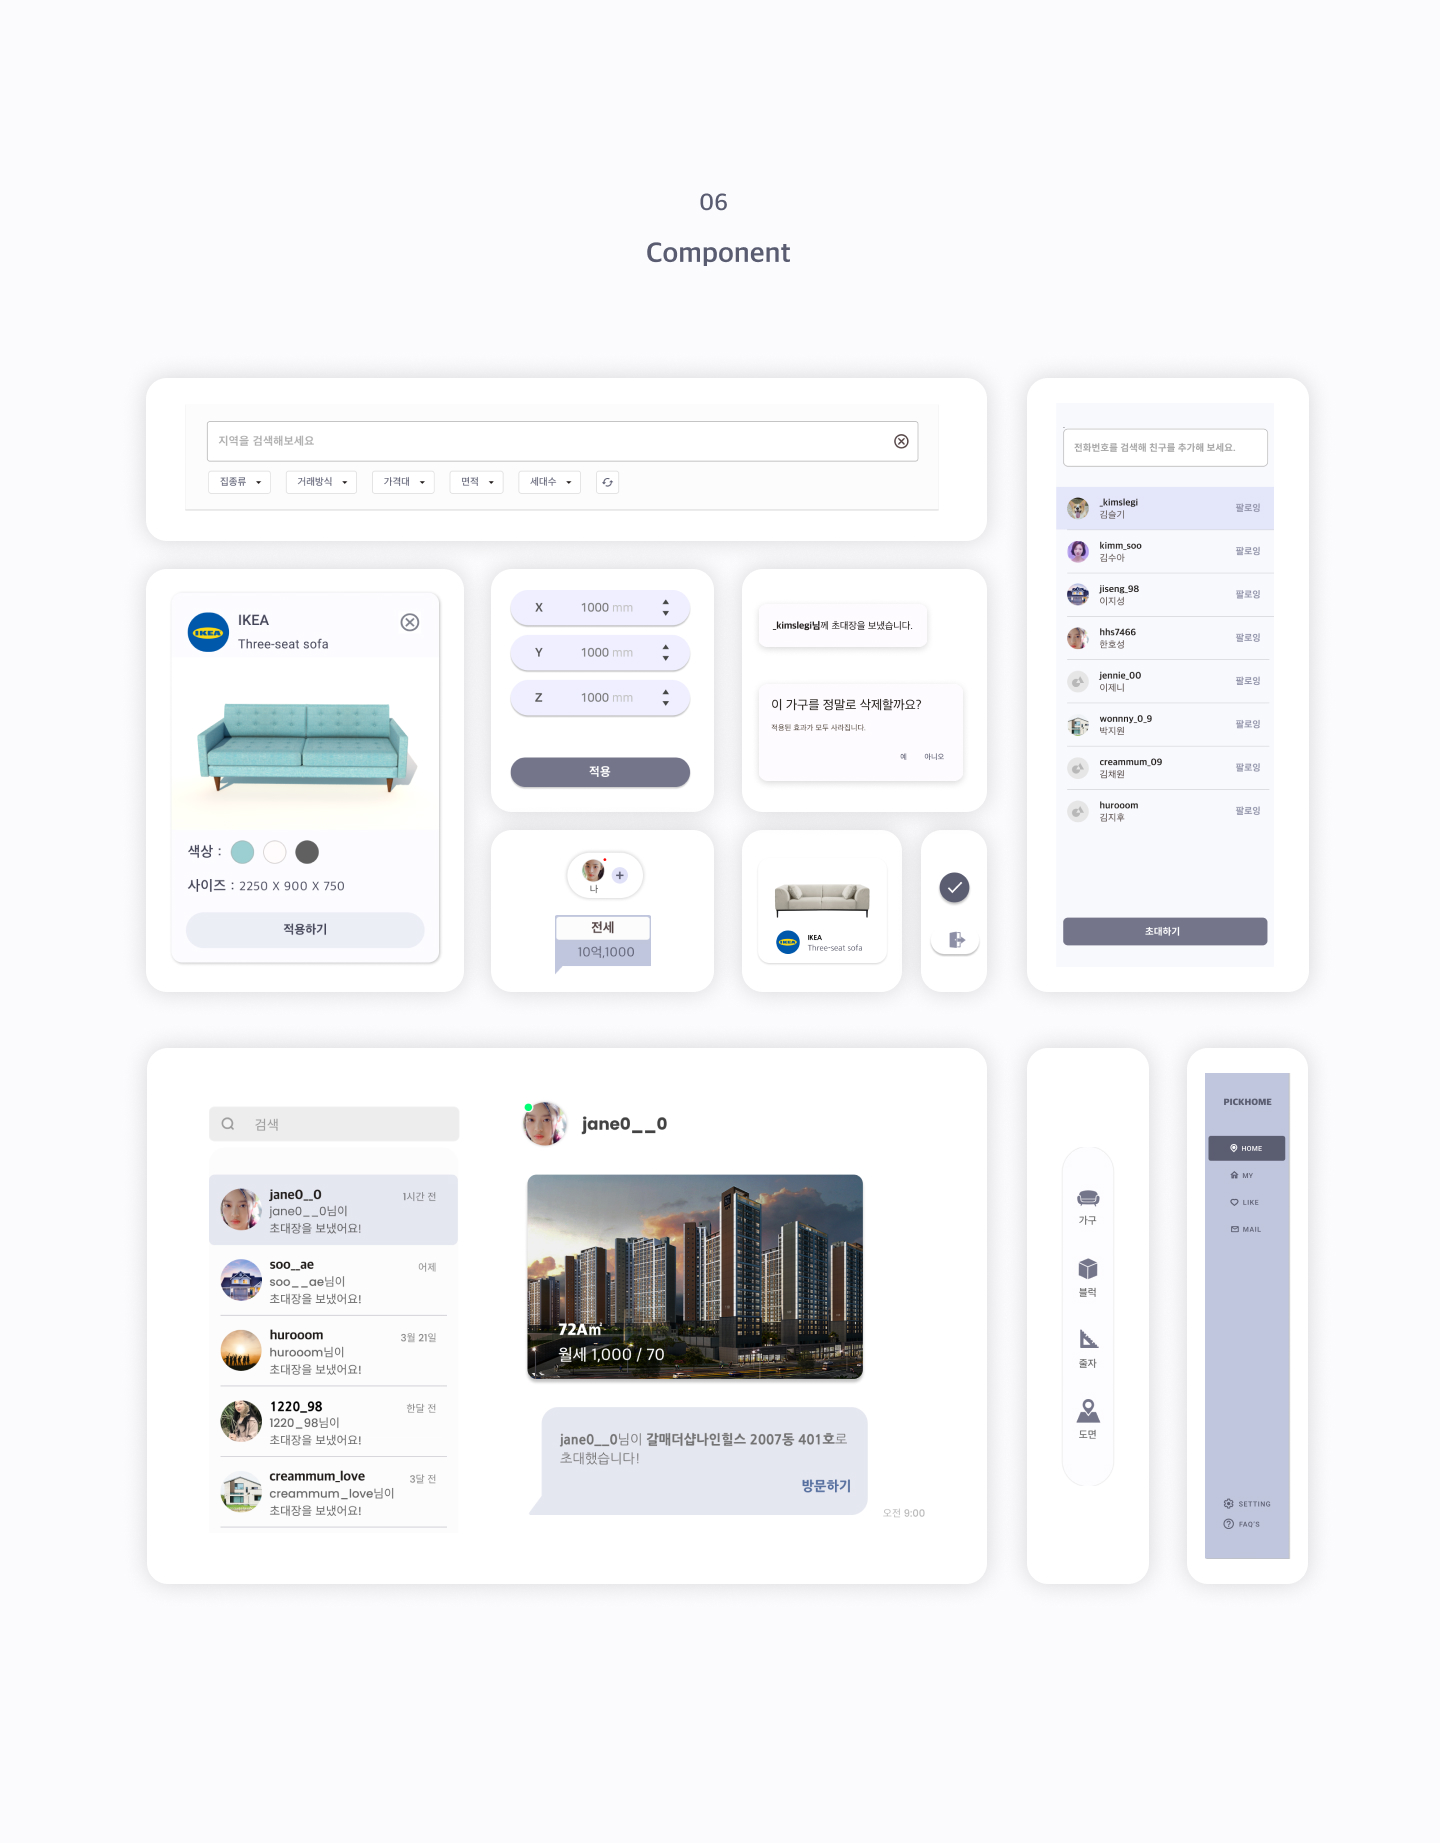 06
Component
지역을 검색해보세요
집종류
거래방식
가격대
면적
세대수
IKEA
IKEA
Three-seat sofa
색상 :
사이즈 : 2250 X 900 X 750
적용하기
X 1000 mm
Y 1000 mm
Z 1000 mm
적용
_kimslegi님께 초대장을 보냈습니다.
이 가구를 정말로 삭제할까요?
적용된 효과가 모두 사라집니다.
예 아니오
나
전세
10억,1000
IKEA
IKEA
Three-seat sofa
전화번호를 검색해 친구를 추가해 보세요.
_kimslegi
김슬기
팔로잉
kimm_soo
김수아
팔로잉
jiseng_98
이지성
팔로잉
hhs7466
한호성
팔로잉
jennie_00
이제니
팔로잉
wonnny_0_9
박지원
팔로잉
creammum_09
김채원
팔로잉
hurooom
김지후
팔로잉
초대하기
검색
jane0__0
1시간 전
jane0__0님이
초대장을 보냈어요!
soo__ae
어제
soo__ae님이
초대장을 보냈어요!
hurooom
3월 21일
hurooom님이
초대장을 보냈어요!
1220_98
한달 전
1220_98님이
초대장을 보냈어요!
creammum_love
3달 전
creammum_love님이
초대장을 보냈어요!
jane0__0
72Am
월세 1,000 / 70
jane0__0님이 갈매더샵나인힐스 2007동 401호로
초대했습니다!
방문하기
오전 9:00
가구
블럭
줄자
도면
PICKHOME
HOME
MY
LIKE
MAIL
SETTING
FAQ'S